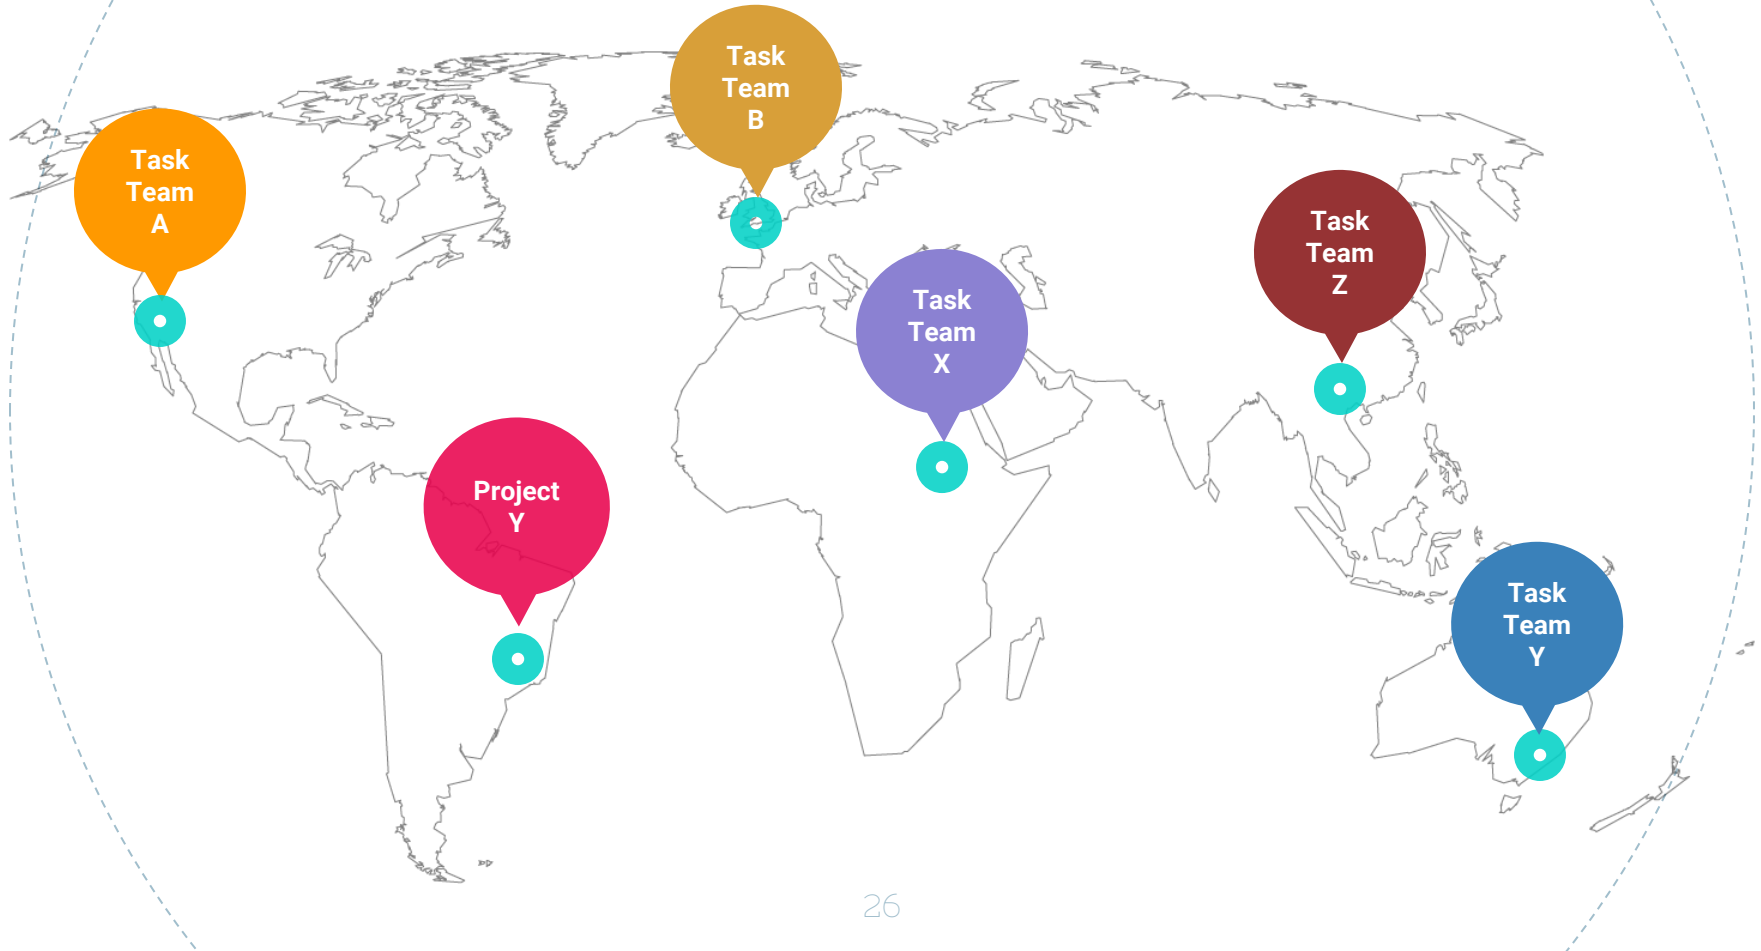 Task
Team
B
Task
Team
A
Task
Team
Z
Task
Team
X
Project
Y
Task
Team
Y
26